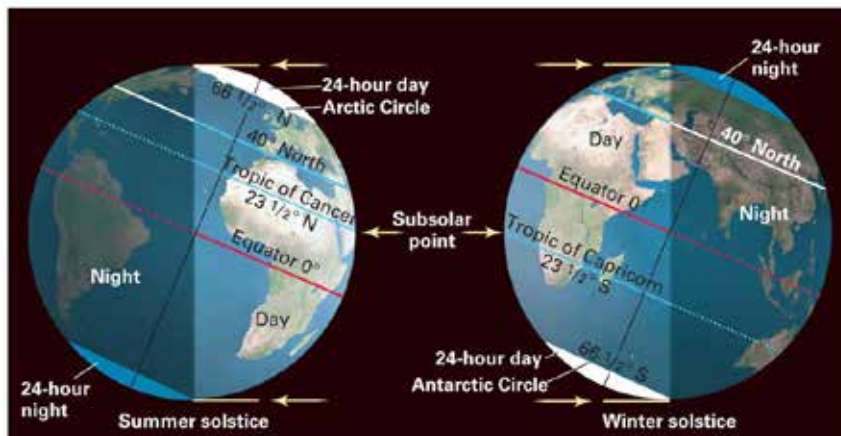 24-hour day
Arctic Circle
66 1/2° N
40° North
Tropic of Cancer
23 1/2° N
Equator 0°
Night
Day
24-hour
night
Summer solstice
Subsolar
point
24-hour
night
40° North
Day
Equator 0
Night
Tropic of Capricorn
23 1/2° S
24-hour day
66 1/2° S
Antarctic Circle
Winter solstice